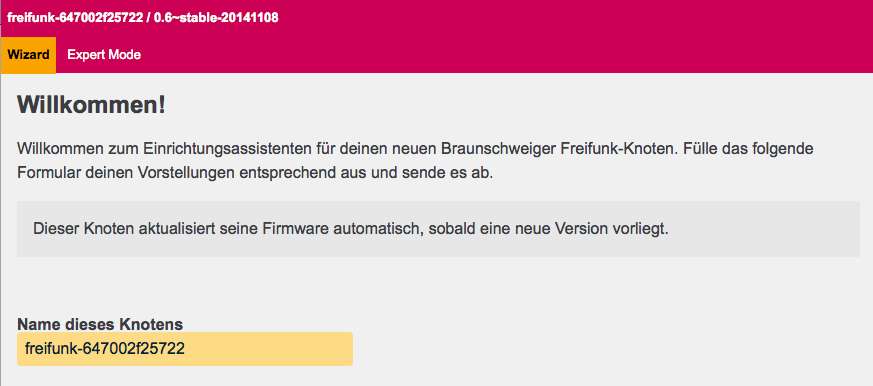 freifunk-647002f25722 / 0.6~stable-20141108
Wizard Expert Mode
Willkommen!
Willkommen zum Einrichtungsassistenten für deinen neuen Braunschweiger Freifunk-Knoten. Fülle das folgende
Formular deinen Vorstellungen entsprechend aus und sende es ab.
Dieser Knoten aktualisiert seine Firmware automatisch, sobald eine neue Version vorliegt.
Name dieses Knotens
freifunk-647002f25722